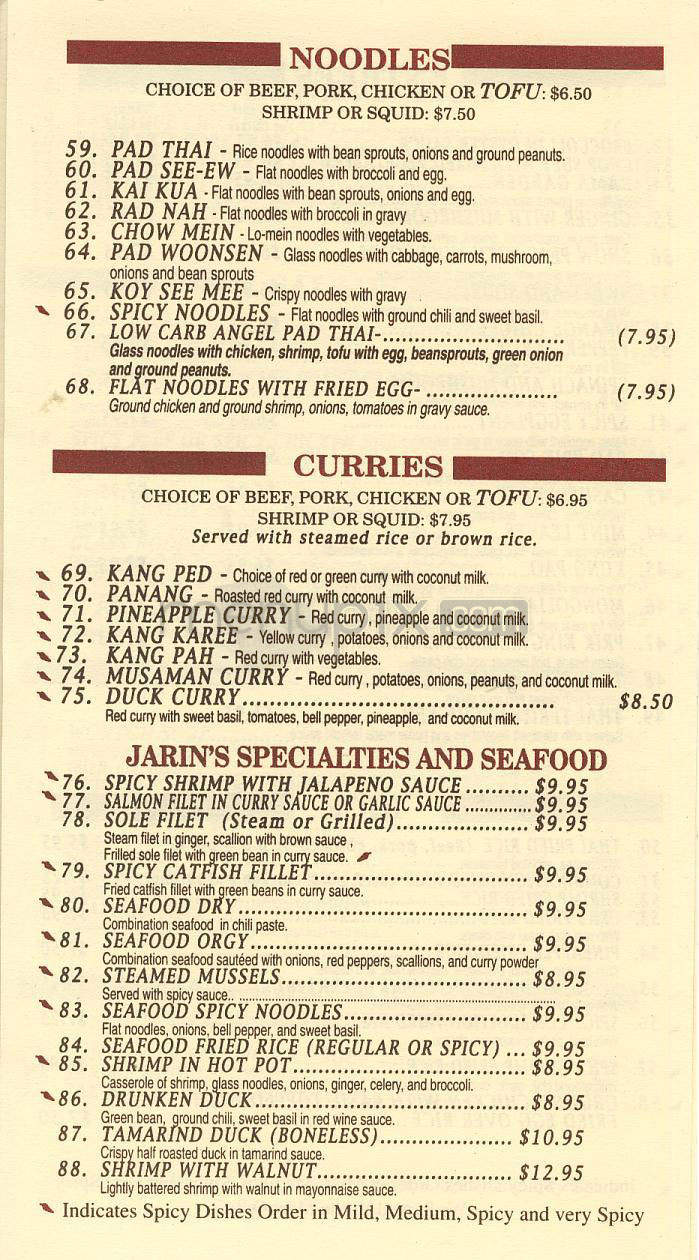 NOODLES
CHOICE OF BEEF, PORK, CHICKEN OR TOFU: $6.50
SHRIMP OR SQUID: $7.50
59. PAD THAI - Rice noodles with bean sprouts, onions and ground peanuts.
60. PAD SEE-EW - Flat noodles with broccoli and egg.
61. KAI KUA - Flat noodles with bean sprouts, onions and egg.
62. RAD NAH - Flat noodles with broccoli in gravy
63. CHOW MEIN - Lo-mein noodles with vegetables.
64. PAD WOONSEN - Glass noodles with cabbage, carrots, mushroom,
onions and bean sprouts
65. KOY SEE MEE - Crispy noodles with gravy
66. SPICY NOODLES - Flat noodles with ground chili and sweet basil.
67. LOW CARB ANGEL PAD THAI-............................ (7.95)
Glass noodles with chicken, shrimp, tofu with egg, beansprouts, green onion
and ground peanuts.
68. FLAT NOODLES WITH FRIED EGG- .................... (7.95)
Ground chicken and ground shrimp, onions, tomatoes in gravy sauce.
CURRIES
CHOICE OF BEEF, PORK, CHICKEN OR TOFU: $6.95
SHRIMP OR SQUID: $7.95
Served with steamed rice or brown rice.
69. KANG PED - Choice of red or green curry with coconut milk.
70. PANANG - Roasted red curry with coconut milk.
71. PINEAPPLE CURRY - Red curry, pineapple and coconut milk.
72. KANG KAREE - Yellow curry, potatoes, onions and coconut milk.
73. KANG PAH - Red curry with vegetables.
74. MUSAMAN CURRY - Red curry, potatoes, onions, peanuts, and coconut milk.
75. DUCK CURRY................................................ $8.50
Red curry with sweet basil, tomatoes, bell pepper, pineapple, and coconut milk.
JARIN'S SPECIALTIES AND SEAFOOD
76. SPICY SHRIMP WITH JALAPENO SAUCE .......... $9.95
77. SALMON FILET IN CURRY SAUCE OR GARLIC SAUCE ............. $9.95
78. SOLE FILET (Steam or Grilled)..................... $9.95
Steam filet in ginger, scallion with brown sauce,
Frilled sole filet with green bean in curry sauce.
79. SPICY CATFISH FILLET.................................. $9.95
Fried catfish fillet with green beans in curry sauce.
80. SEAFOOD DRY.............................................. $9.95
Combination seafood in chili paste.
81. SEAFOOD ORGY............................................ $9.95
Combination seafood sautéed with onions, red peppers, scallions, and curry powder
82. STEAMED MUSSELS....................................... $8.95
Served with spicy sauce..
83. SEAFOOD SPICY NOODLES............................. $9.95
Flat noodles, onions, bell pepper, and sweet basil.
84. SEAFOOD FRIED RICE (REGULAR OR SPICY) ... $9.95
85. SHRIMP IN HOT POT..................................... $8.95
Casserole of shrimp, glass noodles, onions, ginger, celery, and broccoli.
86. DRUNKEN DUCK........................................... $8.95
Green bean, ground chili, sweet basil in red wine sauce.
87. TAMARIND DUCK (BONELESS)..................... $10.95
Crispy half roasted duck in tamarind sauce.
88. SHRIMP WITH WALNUT................................. $12.95
Lightly battered shrimp with walnut in mayonnaise sauce.
Indicates Spicy Dishes Order in Mild, Medium, Spicy and very Spicy